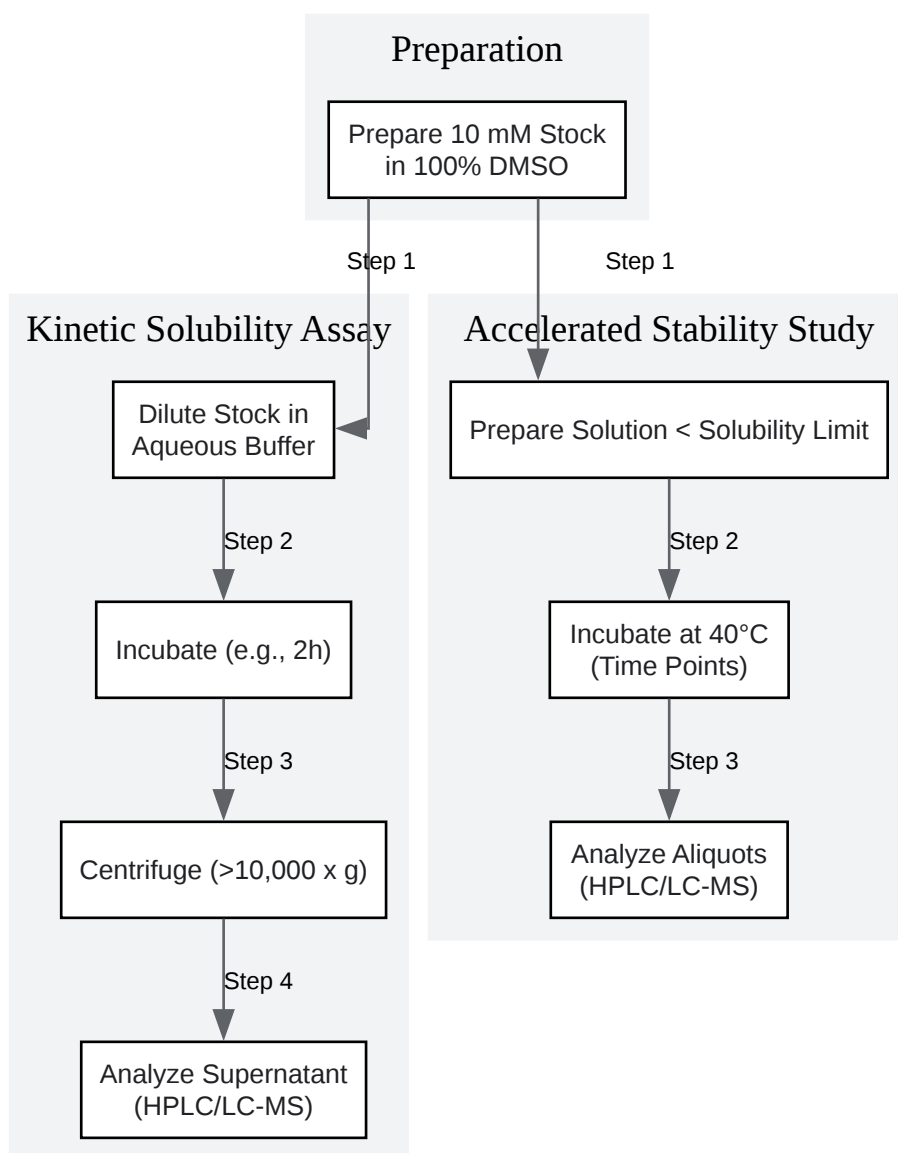 Preparation
Prepare 10 mM Stock
in 100% DMSO
Step 1
Step 1
Kinetic Solubility Assay
Dilute Stock in
Aqueous Buffer
Step 2
Incubate (e.g., 2h)
Step 3
Centrifuge (>10,000 x g)
Step 4
Analyze Supernatant
(HPLC/LC-MS)
Accelerated Stability Study
Prepare Solution < Solubility Limit
Step 2
Incubate at 40°C
(Time Points)
Step 3
Analyze Aliquots
(HPLC/LC-MS)